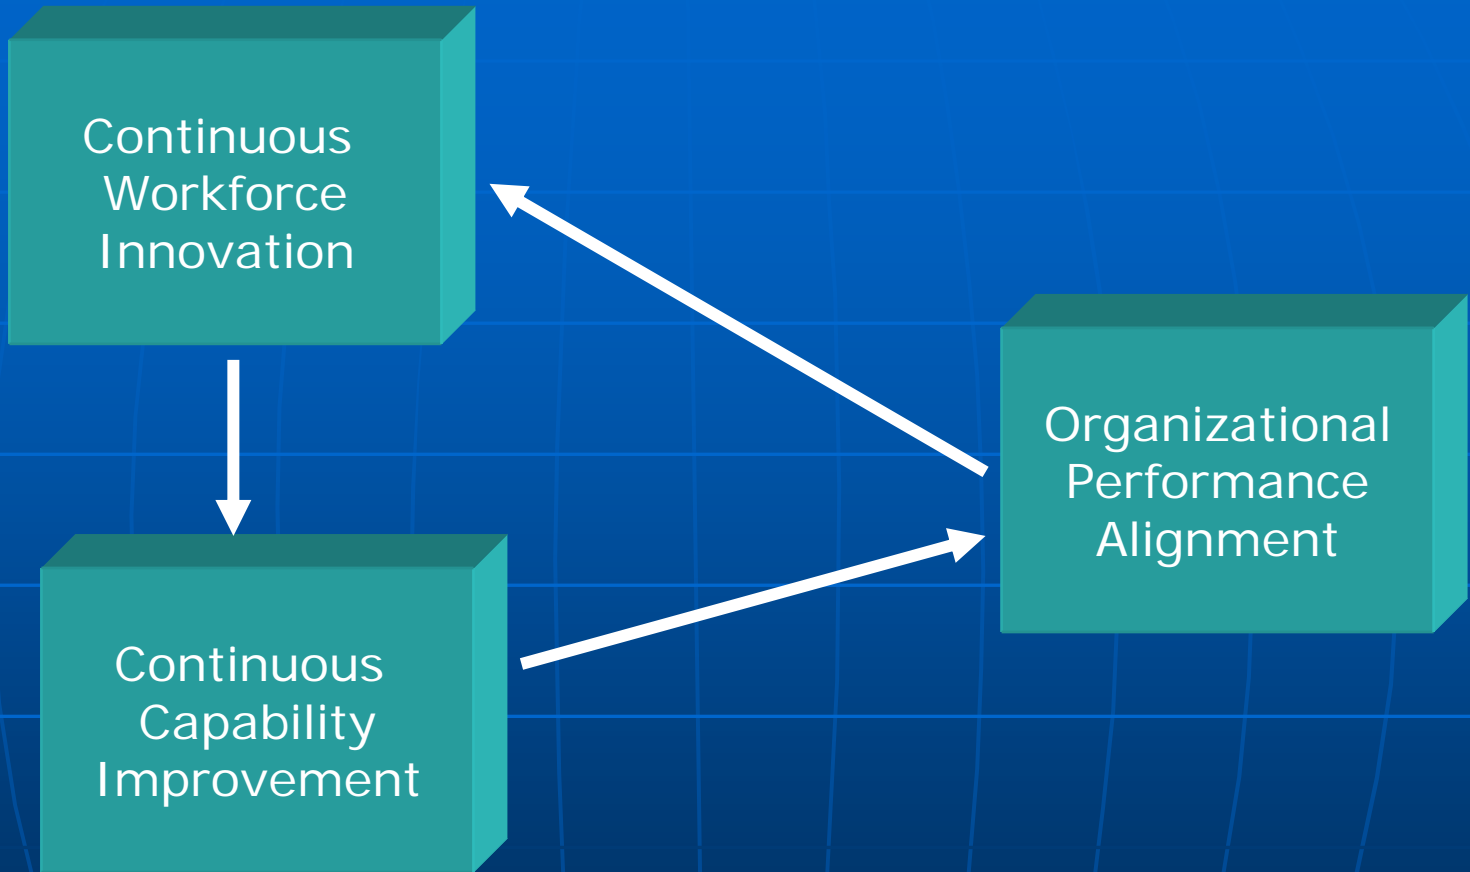 Continuous
Workforce
Innovation
Organizational
Performance
Alignment
Continuous
Capability
Improvement